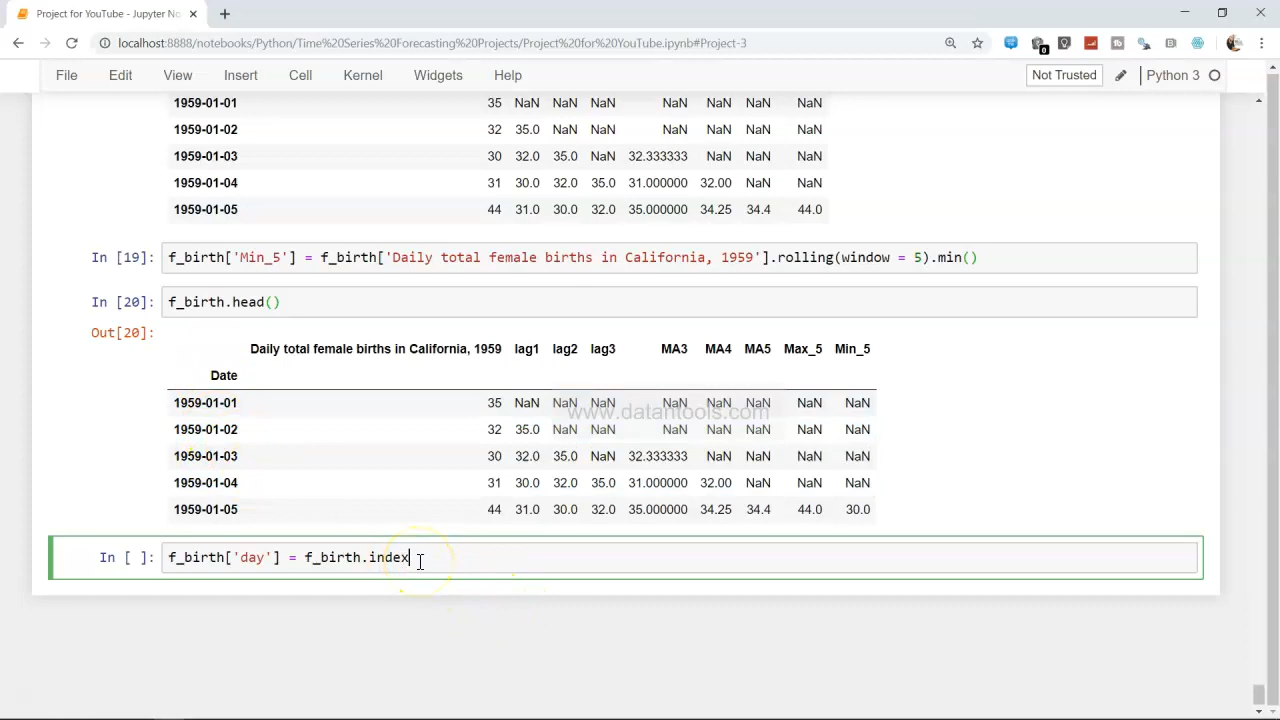 Project for YouTube - Jupyter No
localhost:8888/notebooks/Python/Time%20Series%20Forecasting%20Projects/Project%20for%20YouTube.ipynb#Project-3
File Edit View Insert Cell Kernel Widgets Help Not Trusted Python 3
1959-01-01 35 NaN NaN NaN NaN NaN NaN NaN
1959-01-02 32 35.0 NaN NaN NaN NaN NaN NaN
1959-01-03 30 32.0 35.0 NaN 32.333333 NaN NaN NaN
1959-01-04 31 30.0 32.0 35.0 31.000000 32.00 NaN NaN
1959-01-05 44 31.0 30.0 32.0 35.000000 34.25 34.4 44.0
In [19]: f_birth['Min_5'] = f_birth['Daily total female births in California, 1959'].rolling(window = 5).min()
In [20]: f_birth.head()
Out[20]:
Daily total female births in California, 1959 lag1 lag2 lag3 MA3 MA4 MA5 Max_5 Min_5
Date
1959-01-01 35 NaN NaN NaN NaN NaN NaN NaN NaN
www.datantools.com
1959-01-02 32 35.0 NaN NaN NaN NaN NaN NaN NaN
1959-01-03 30 32.0 35.0 NaN 32.333333 NaN NaN NaN NaN
1959-01-04 31 30.0 32.0 35.0 31.000000 32.00 NaN NaN NaN
1959-01-05 44 31.0 30.0 32.0 35.000000 34.25 34.4 44.0 30.0
In [ ]: f_birth['day'] = f_birth.index